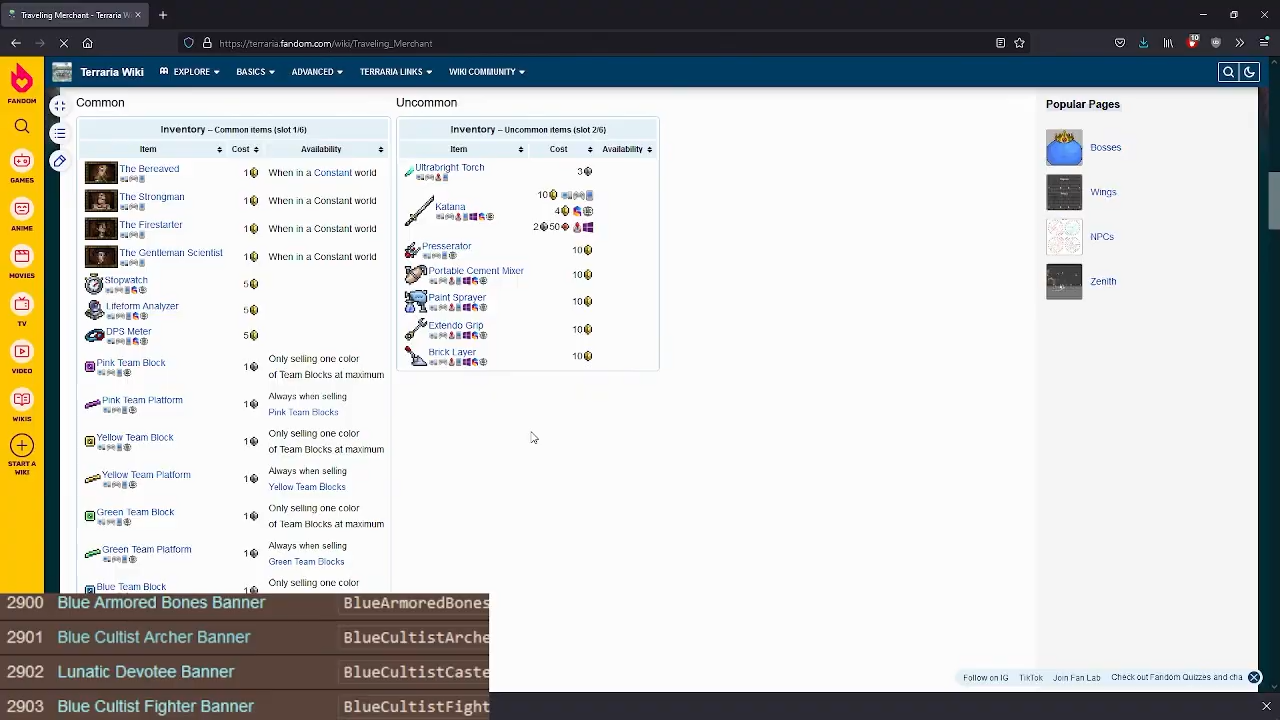 Traveling Merchant - Terraria W
https://terraria.fandom.com/wiki/Traveling_Merchant
10
FANDOM
GAMES
ANIME
MOVIES
TV
VIDEO
WIKIS
START A
WIKI
Terraria Wiki
EXPLORE
BASICS
ADVANCED
TERRARIA LINKS
WIKI COMMUNITY
Common
Inventory – Common items (slot 1/6)
Item Cost Availability
The Bereaved 1 When in a Constant world
The Strongman 1 When in a Constant
The Firestarter 1 When in a Constant
The Gentleman Scientist 1 When in a Constant
Stopwatch 5
Lifeform Analyzer 5
DPS Meter 5
Pink Team Block 1 Only selling one color
of Team Blocks at maximum
Pink Team Platform 1 Always when selling
Pink Team Blocks
Yellow Team Block 1 Only selling one color
of Team Blocks at maximum
Yellow Team Platform 1 Always when selling
Yellow Team Blocks
Green Team Block 1 Only selling one color
of Team Blocks at maximum
Green Team Platform 1 Always when selling
Green Team Blocks
Blue Team Block 1 Only selling one color
Uncommon
Inventory – Uncommon items (slot 2/6)
Item Cost Availability
Ultrabright Torch 3
10
Katana 4
2 50
Presserator 10
Portable Cement Mixer 10
Paint Sprayer 10
Extendo Grip 10
Brick Layer 10
Popular Pages
Bosses
Wings
NPCs
Zenith
2900 Blue Armored Bones Banner BlueArmoredBones
2901 Blue Cultist Archer Banner BlueCultistArche
2902 Lunatic Devotee Banner BlueCultistCaste
2903 Blue Cultist Fighter Banner BlueCultistFight
Follow on IG TikTok Join Fan Lab Check out Fandom Quizzes and cha